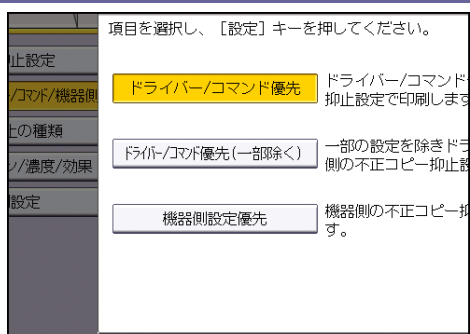 項目を選択し、［設定］キーを押してください。
止設定
ドライバー/コマンド優先
ドライバー/コマンド
抑止設定で印刷します
/コマンド/機器側
上の種類
ドライバー/コマンド優先(一部除く)
一部の設定を除きドラ
側の不正コピー抑止設
ン/濃度/効果
設定
機器側設定優先
機器側の不正コピー抑
す。